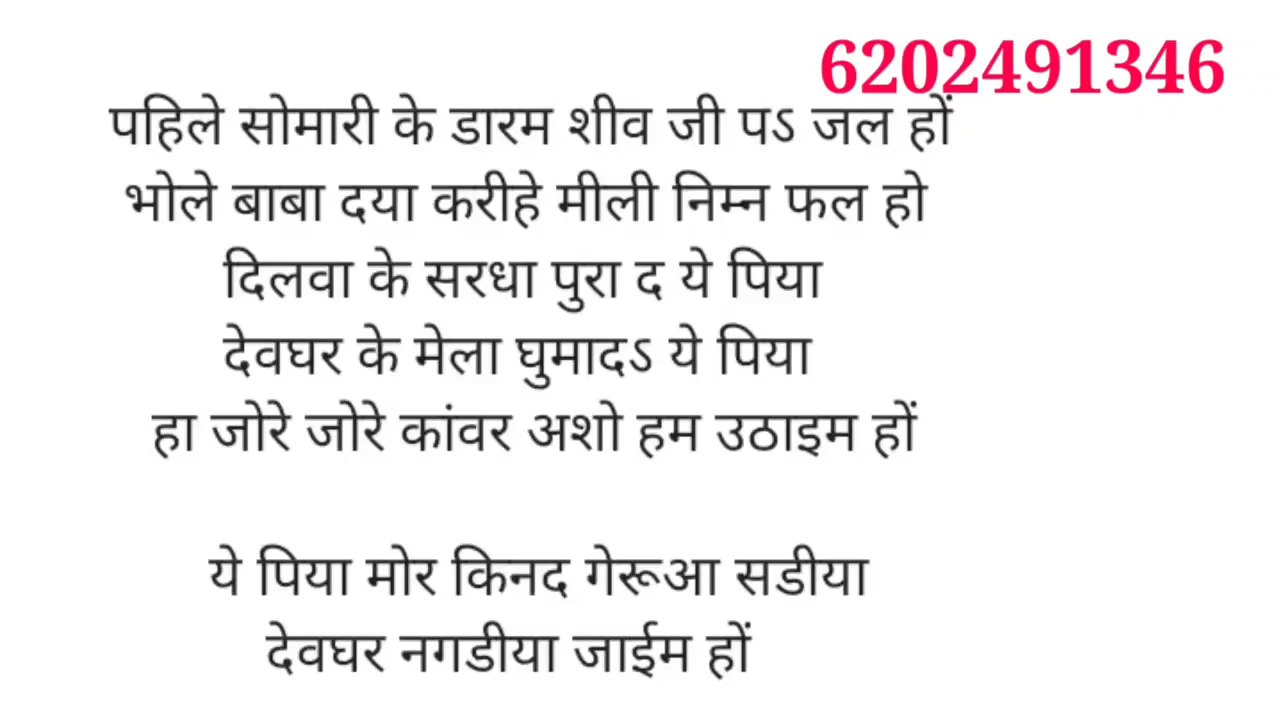 6202491346
पहिले सोमारी के डारम शीव जी पऽ जल हों
भोले बाबा दया करीहे मीली निम्न फल हो
दिलवा के सरधा पुरा द ये पिया
देवघर के मेला घुमादऽ ये पिया
हा जोरे जोरे कांवर अशो हम उठाइम हों
ये पिया मोर किनद गेरूआ सडीया
देवघर नगडीया जाईम हों